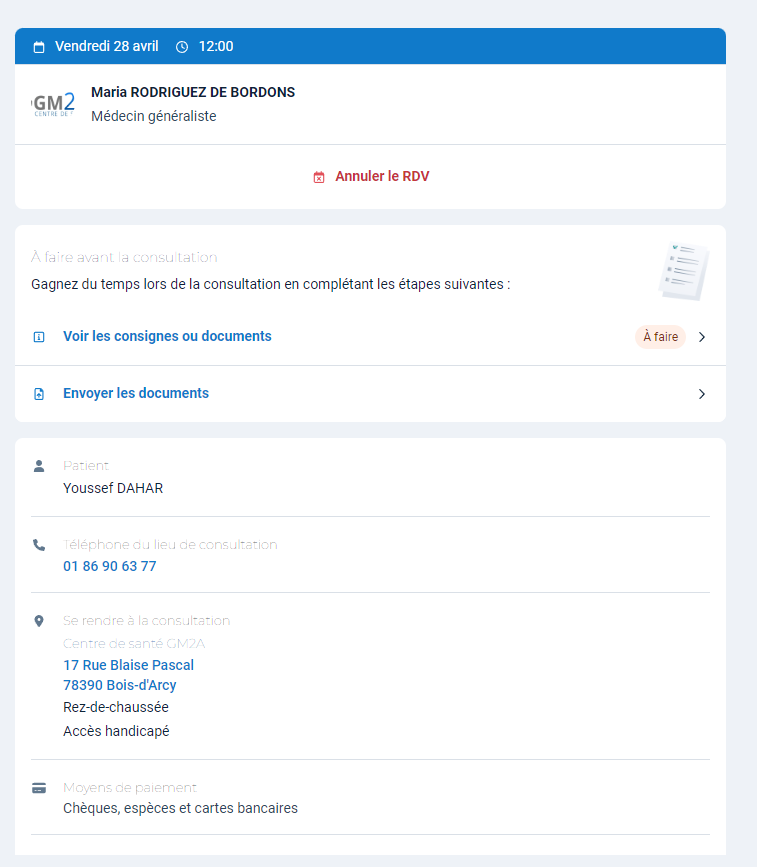 Vendredi 28 avril 12:00
GM2
CENTRE DE
Maria RODRIGUEZ DE BORDONS
Médecin généraliste
Annuler le RDV
À faire avant la consultation
Gagnez du temps lors de la consultation en complétant les étapes suivantes :
Voir les consignes ou documents À faire
Envoyer les documents
Patient
Youssef DAHAR
Téléphone du lieu de consultation
01 86 90 63 77
Se rendre à la consultation
Centre de santé GM2A
17 Rue Blaise Pascal
78390 Bois-d'Arcy
Rez-de-chaussée
Accès handicapé
Moyens de paiement
Chèques, espèces et cartes bancaires